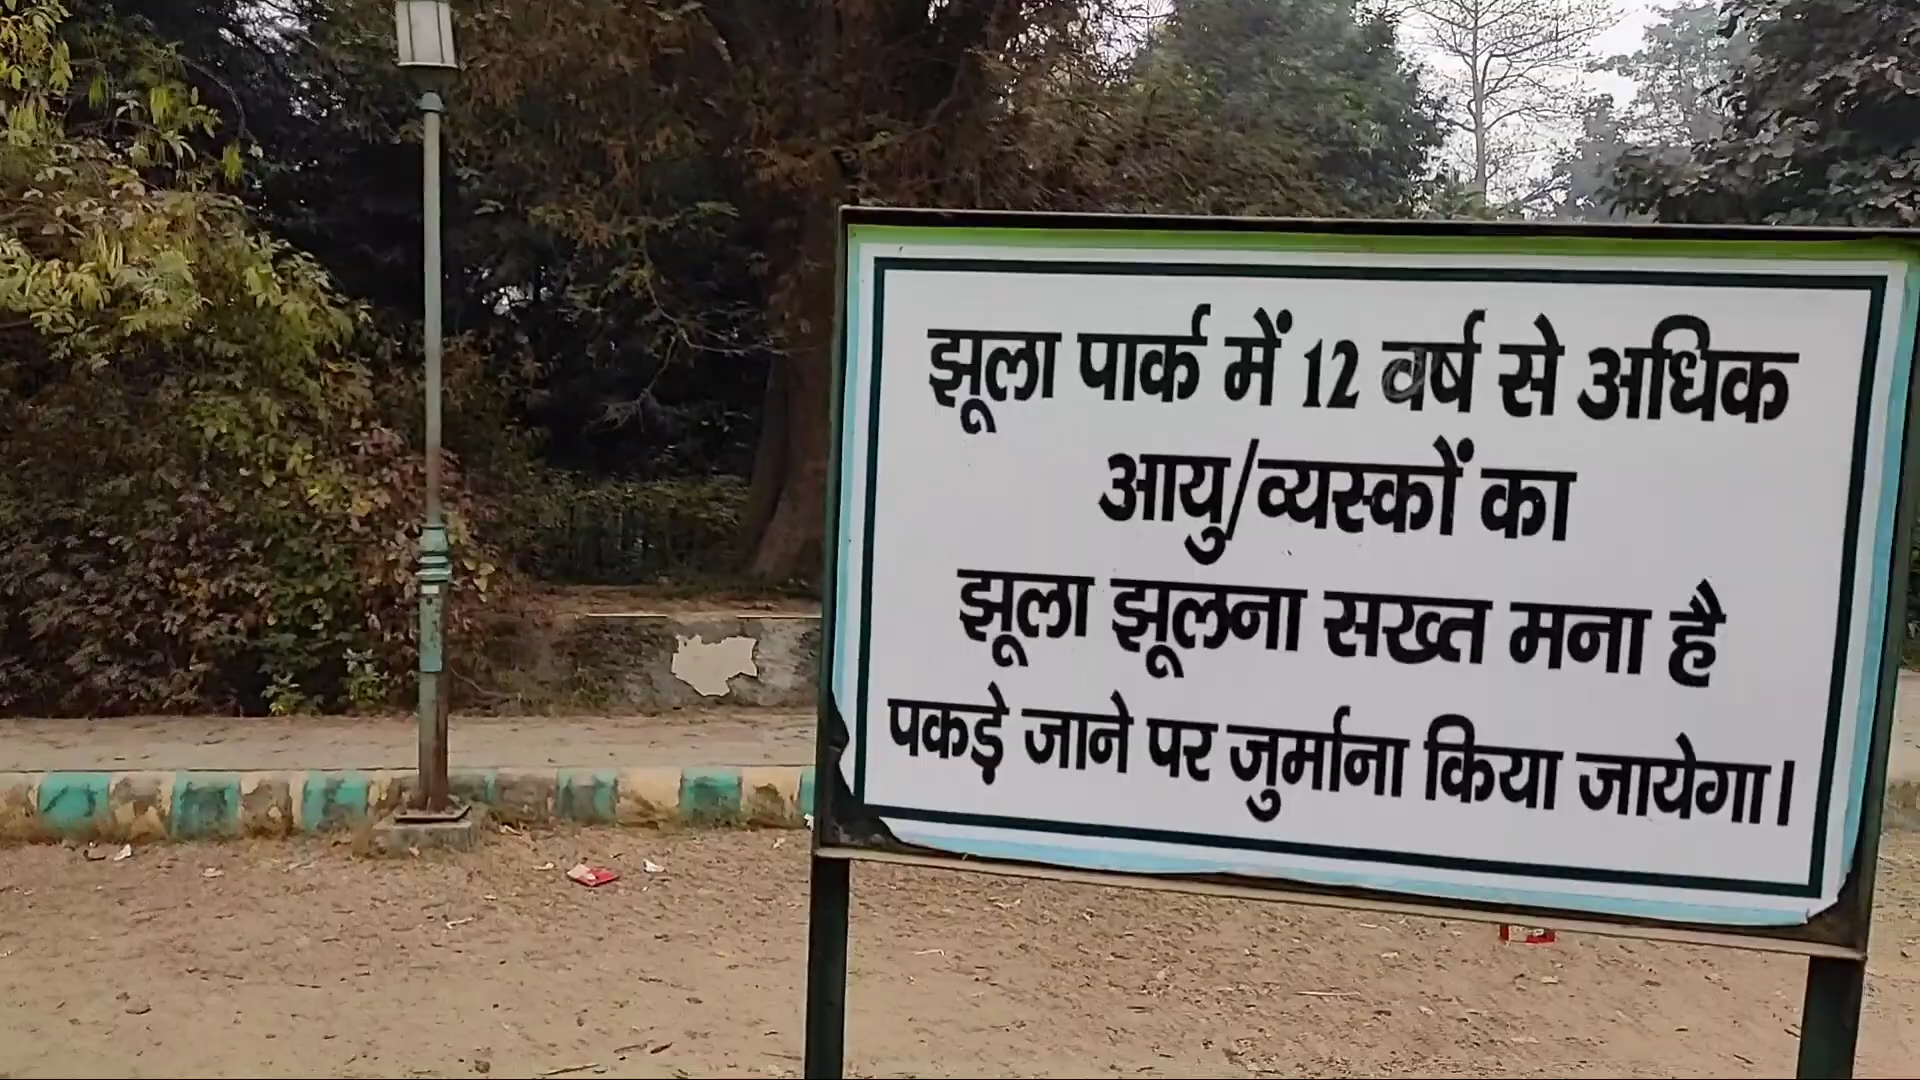 झूला पार्क में 12 वर्ष से अधिक
आयु/व्यस्कों का
झूला झूलना सख्त मना है
पकड़े जाने पर जुर्माना किया जायेगा।